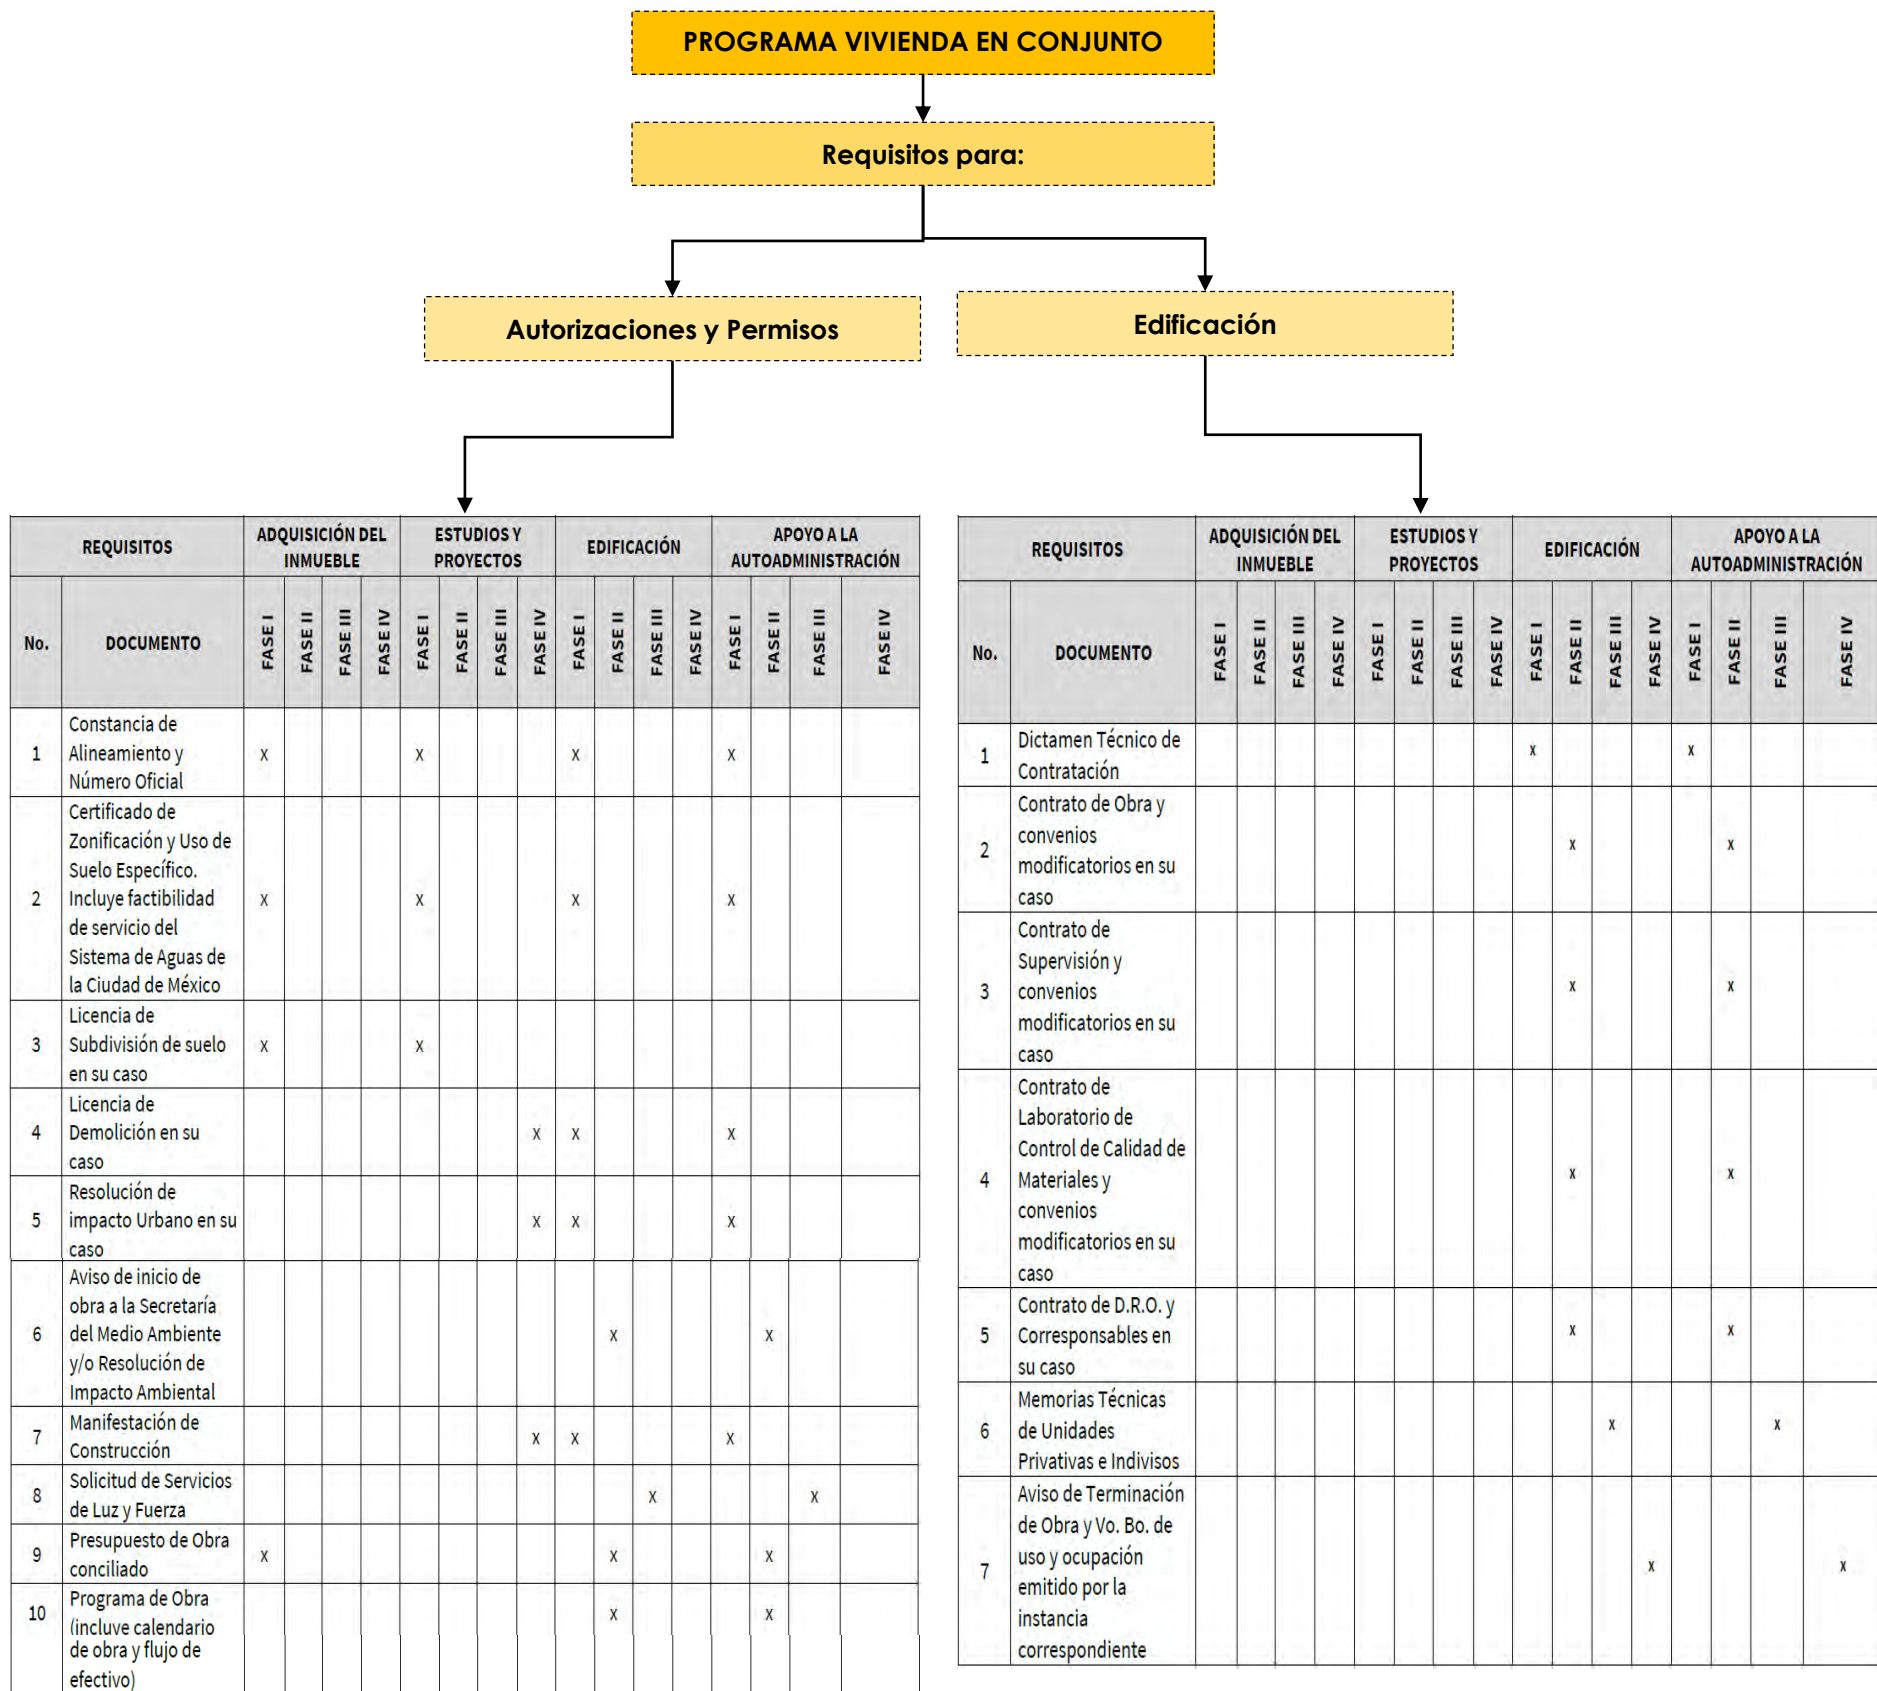 PROGRAMA VIVIENDA EN CONJUNTO
Requisitos para:
Autorizaciones y Permisos
Edificación
REQUISITOS
ADQUISICIÓN DEL
INMUEBLE
ESTUDIOS Y
PROYECTOS
EDIFICACIÓN
APOYO A LA
AUTOADMINISTRACIÓN
No.
DOCUMENTO
FASE I
FASE II
FASE III
FASE IV
FASE I
FASE II
FASE III
FASE IV
FASE I
FASE II
FASE III
FASE IV
FASE I
FASE II
FASE III
FASE IV
Constancia de
1 Alineamiento y x x x x
Número Oficial
Certificado de
Zonificación y Uso de
Suelo Específico.
2 Incluye factibilidad x x x x
de servicio del
Sistema de Aguas de
la Ciudad de México
Licencia de
3 Subdivisión de suelo x x
en su caso
Licencia de
4 Demolición en su x x x
caso
Resolución de
5 impacto Urbano en su x x x
caso
Aviso de inicio de
obra a la Secretaría
6 del Medio Ambiente x x
y/o Resolución de
Impacto Ambiental
7 Manifestación de x x x
Construcción
8 Solicitud de Servicios x x
de Luz y Fuerza
9 Presupuesto de Obra x x x
conciliado
10 Programa de Obra x x
(incluye calendario
de obra y flujo de
efectivo)
REQUISITOS
ADQUISICIÓN DEL
INMUEBLE
ESTUDIOS Y
PROYECTOS
EDIFICACIÓN
APOYO A LA
AUTOADMINISTRACIÓN
No.
DOCUMENTO
FASE I
FASE II
FASE III
FASE IV
FASE I
FASE II
FASE III
FASE IV
FASE I
FASE II
FASE III
FASE IV
FASE I
FASE II
FASE III
FASE IV
1 Dictamen Técnico de x x
Contratación
Contrato de Obra y
convenios
2 modificatorios en su x x
caso
Contrato de
Supervisión y
3 convenios x x
modificatorios en su
caso
Contrato de
Laboratorio de
Control de Calidad de
4 Materiales y x x
convenios
modificatorios en su
caso
Contrato de D.R.O. y
5 Corresponsables en x x
su caso
Memorias Técnicas
6 de Unidades x x
Privativas e Indivisos
Aviso de Terminación
de Obra y Vo. Bo. de
uso y ocupación
7 emitido por la x x
instancia
correspondiente